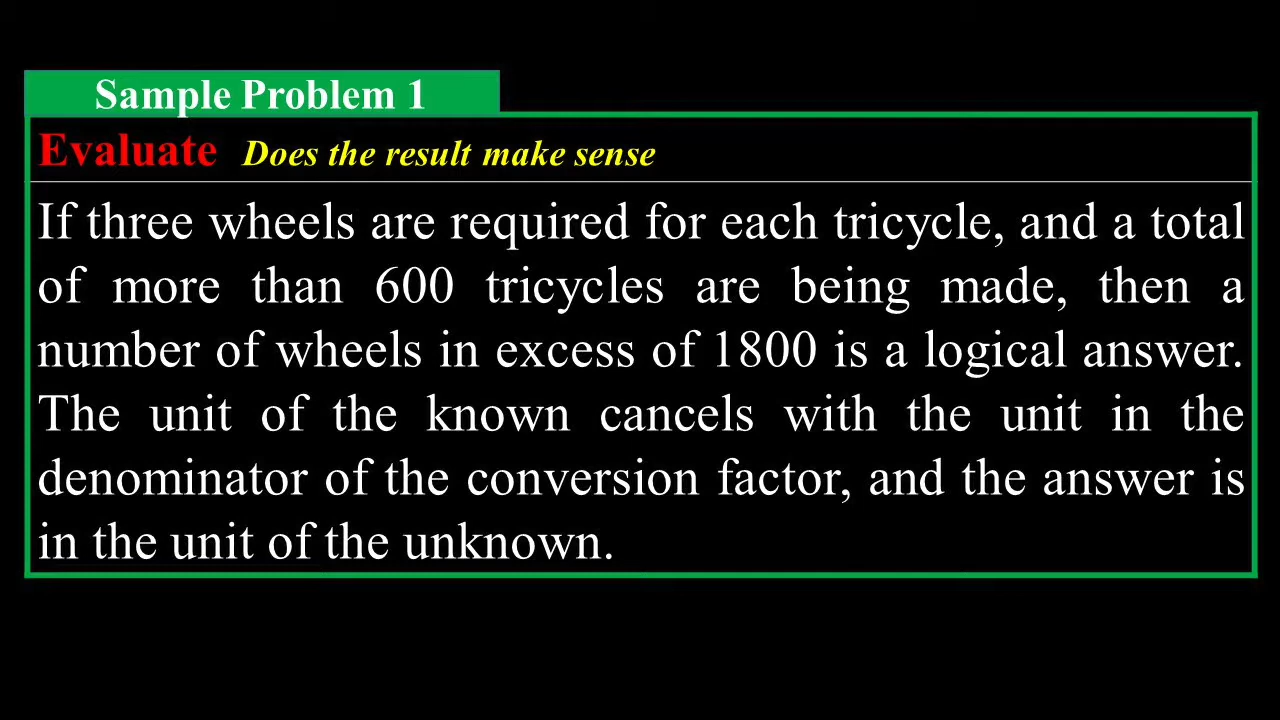 Sample Problem 1
Evaluate Does the result make sense
If three wheels are required for each tricycle, and a total
of more than 600 tricycles are being made, then a
number of wheels in excess of 1800 is a logical answer.
The unit of the known cancels with the unit in the
denominator of the conversion factor, and the answer is
in the unit of the unknown.